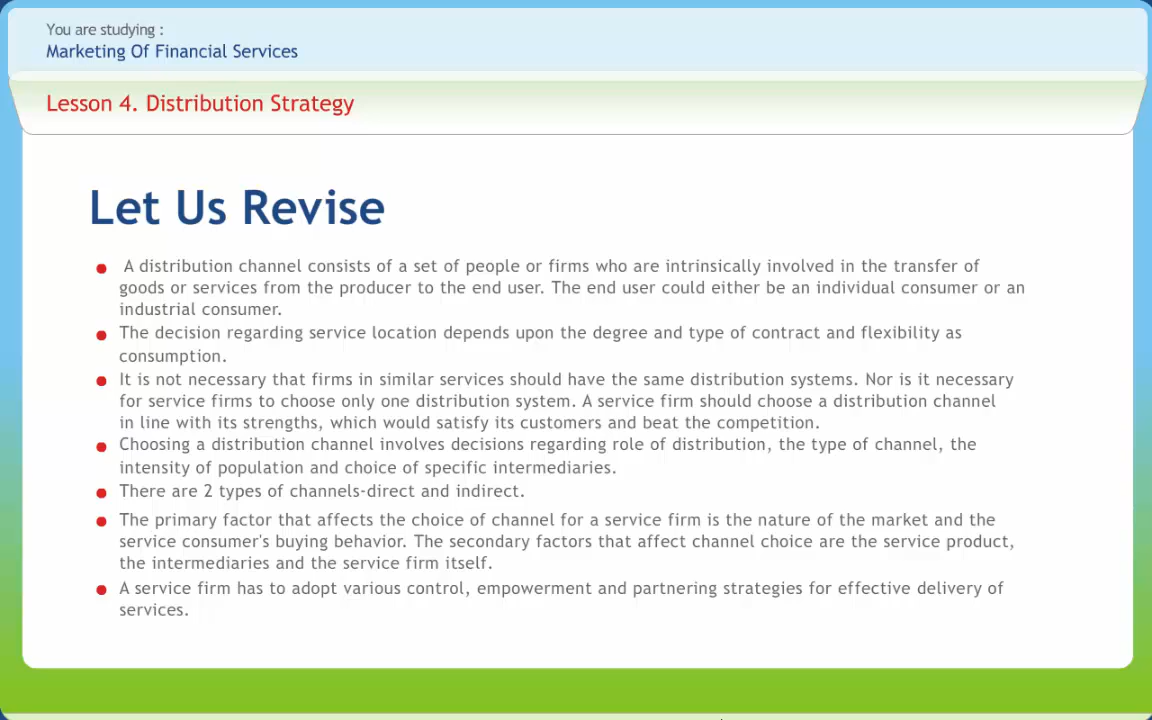 You are studying :
Marketing Of Financial Services
Lesson 4. Distribution Strategy
Let Us Revise
A distribution channel consists of a set of people or firms who are intrinsically involved in the transfer of
goods or services from the producer to the end user. The end user could either be an individual consumer or an
industrial consumer.
The decision regarding service location depends upon the degree and type of contract and flexibility as
consumption.
It is not necessary that firms in similar services should have the same distribution systems. Nor is it necessary
for service firms to choose only one distribution system. A service firm should choose a distribution channel
in line with its strengths, which would satisfy its customers and beat the competition.
Choosing a distribution channel involves decisions regarding role of distribution, the type of channel, the
intensity of population and choice of specific intermediaries.
There are 2 types of channels-direct and indirect.
The primary factor that affects the choice of channel for a service firm is the nature of the market and the
service consumer's buying behavior. The secondary factors that affect channel choice are the service product,
the intermediaries and the service firm itself.
A service firm has to adopt various control, empowerment and partnering strategies for effective delivery of
services.